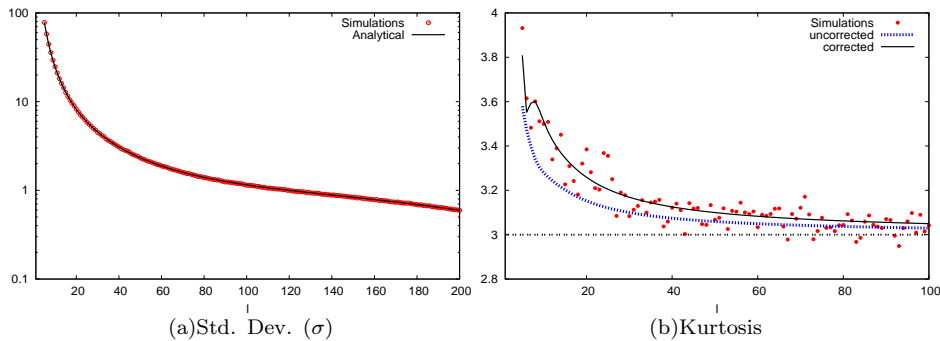 100
10
1
0.1
Simulations
Analytical
20 40 60 80 100 120 140 160 180 200
l
(a)Std. Dev. (σ)
4
3.8
3.6
3.4
3.2
3
2.8
Simulations
uncorrected
corrected
20 40 60 80 100
l
(b)Kurtosis